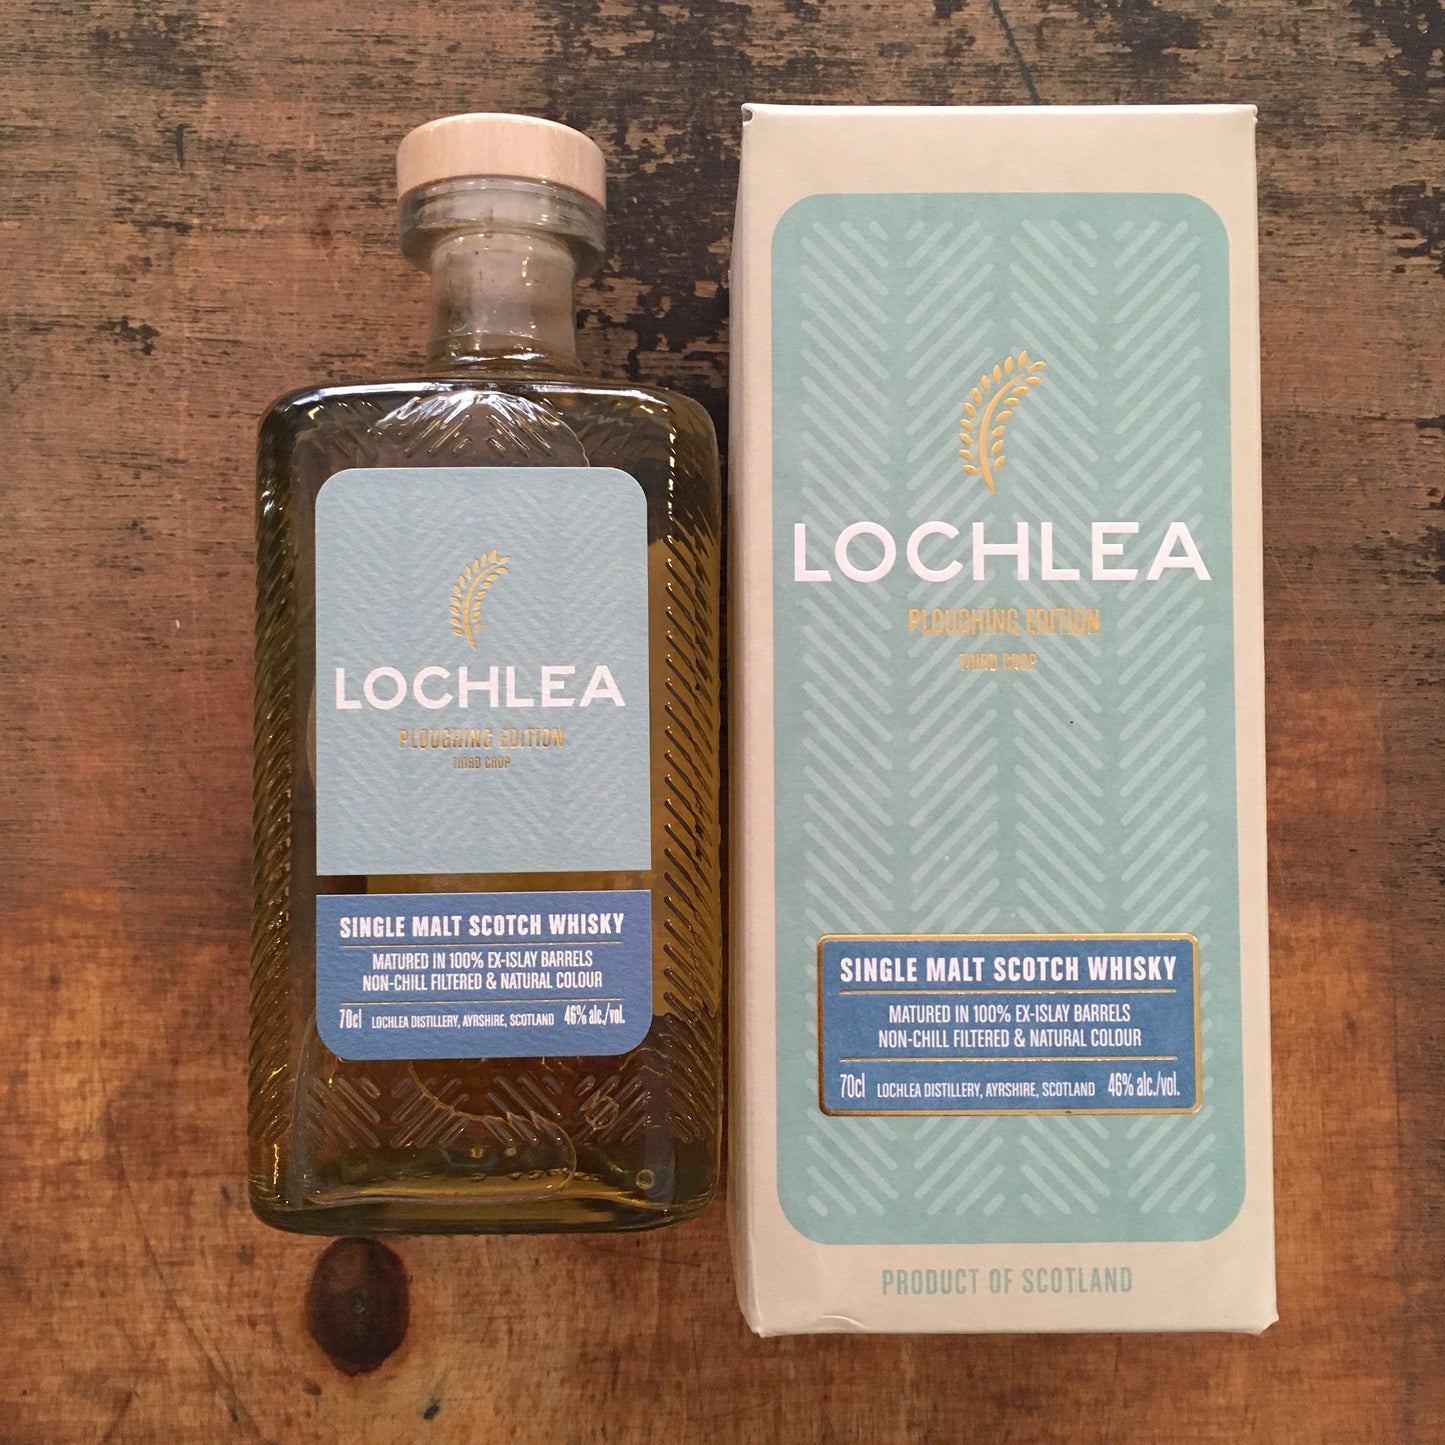 LOCHLEA
PLOUGHING EDITION
THIRD CROP
SINGLE MALT SCOTCH WHISKY
MATURED IN 100% EX-ISLAY BARRELS
NON-CHILL FILTERED & NATURAL COLOUR
70cl LOCHLEA DISTILLERY, AYRSHIRE, SCOTLAND 46% alc./vol.
LOCHLEA
PLOUGHING EDITION
THIRD CROP
SINGLE MALT SCOTCH WHISKY
MATURED IN 100% EX-ISLAY BARRELS
NON-CHILL FILTERED & NATURAL COLOUR
70cl LOCHLEA DISTILLERY, AYRSHIRE, SCOTLAND 46% alc./vol.
PRODUCT OF SCOTLAND